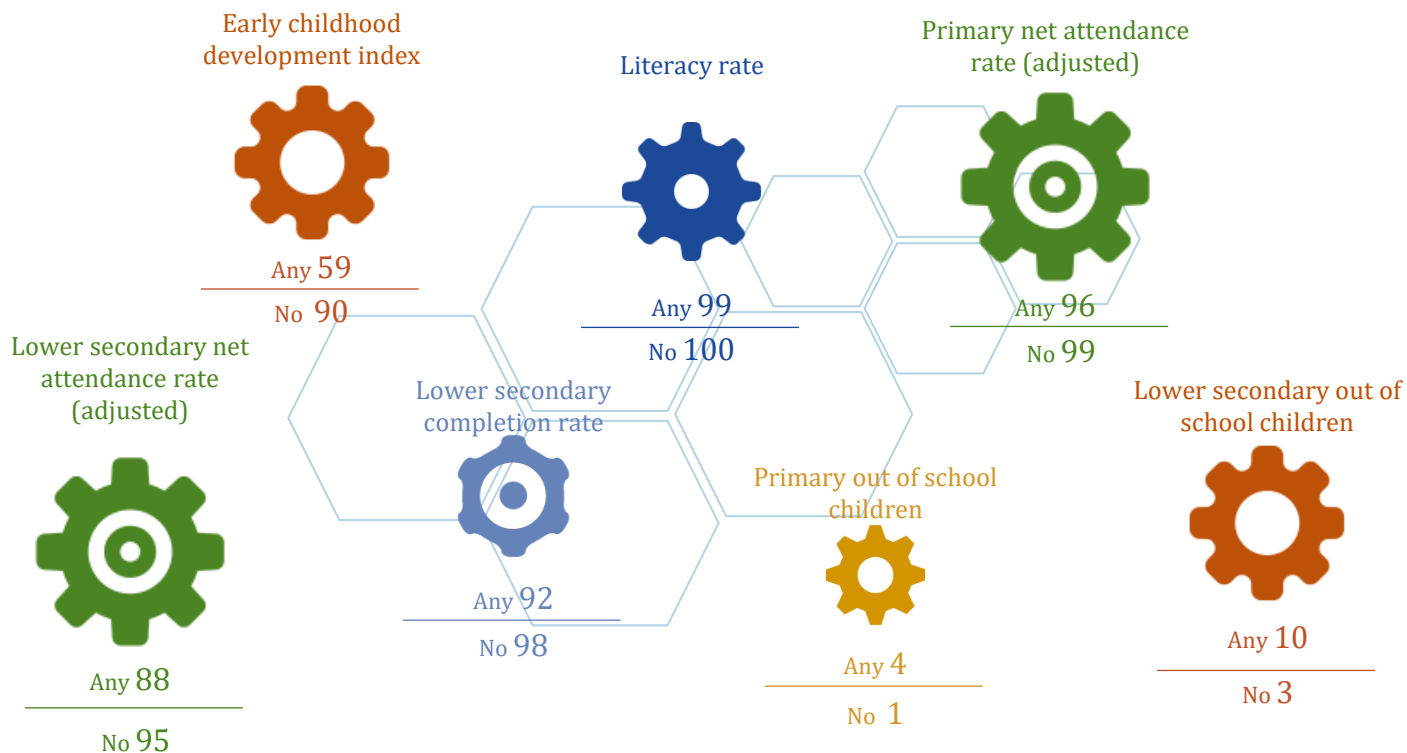 Early childhood
development index
Any 59
No 90
Literacy rate
Any 99
No 100
Primary net attendance
rate (adjusted)
Any 96
No 99
Lower secondary net
attendance rate
(adjusted)
Any 88
No 95
Lower secondary
completion rate
Any 92
No 98
Primary out of school
children
Any 4
No 1
Lower secondary out of
school children
Any 10
No 3